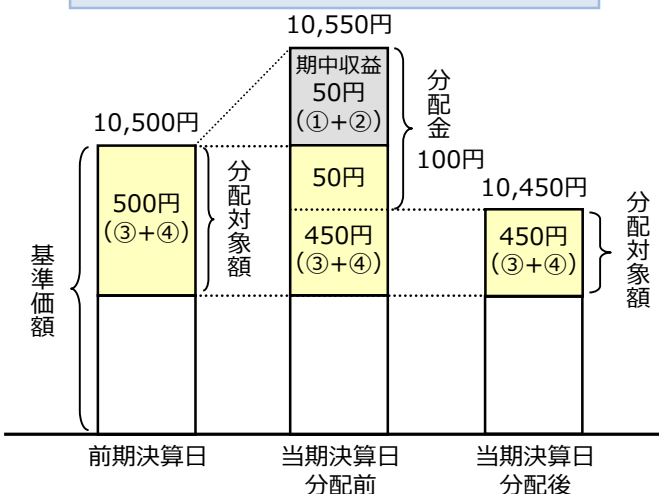 10,550円
期中収益
50円
(①+②)
分配金
100円
10,500円
500円
(③+④)
分配対象額
50円
450円
(③+④)
10,450円
450円
(③+④)
分配対象額
基準価額
前期決算日
当期決算日
分配前
当期決算日
分配後